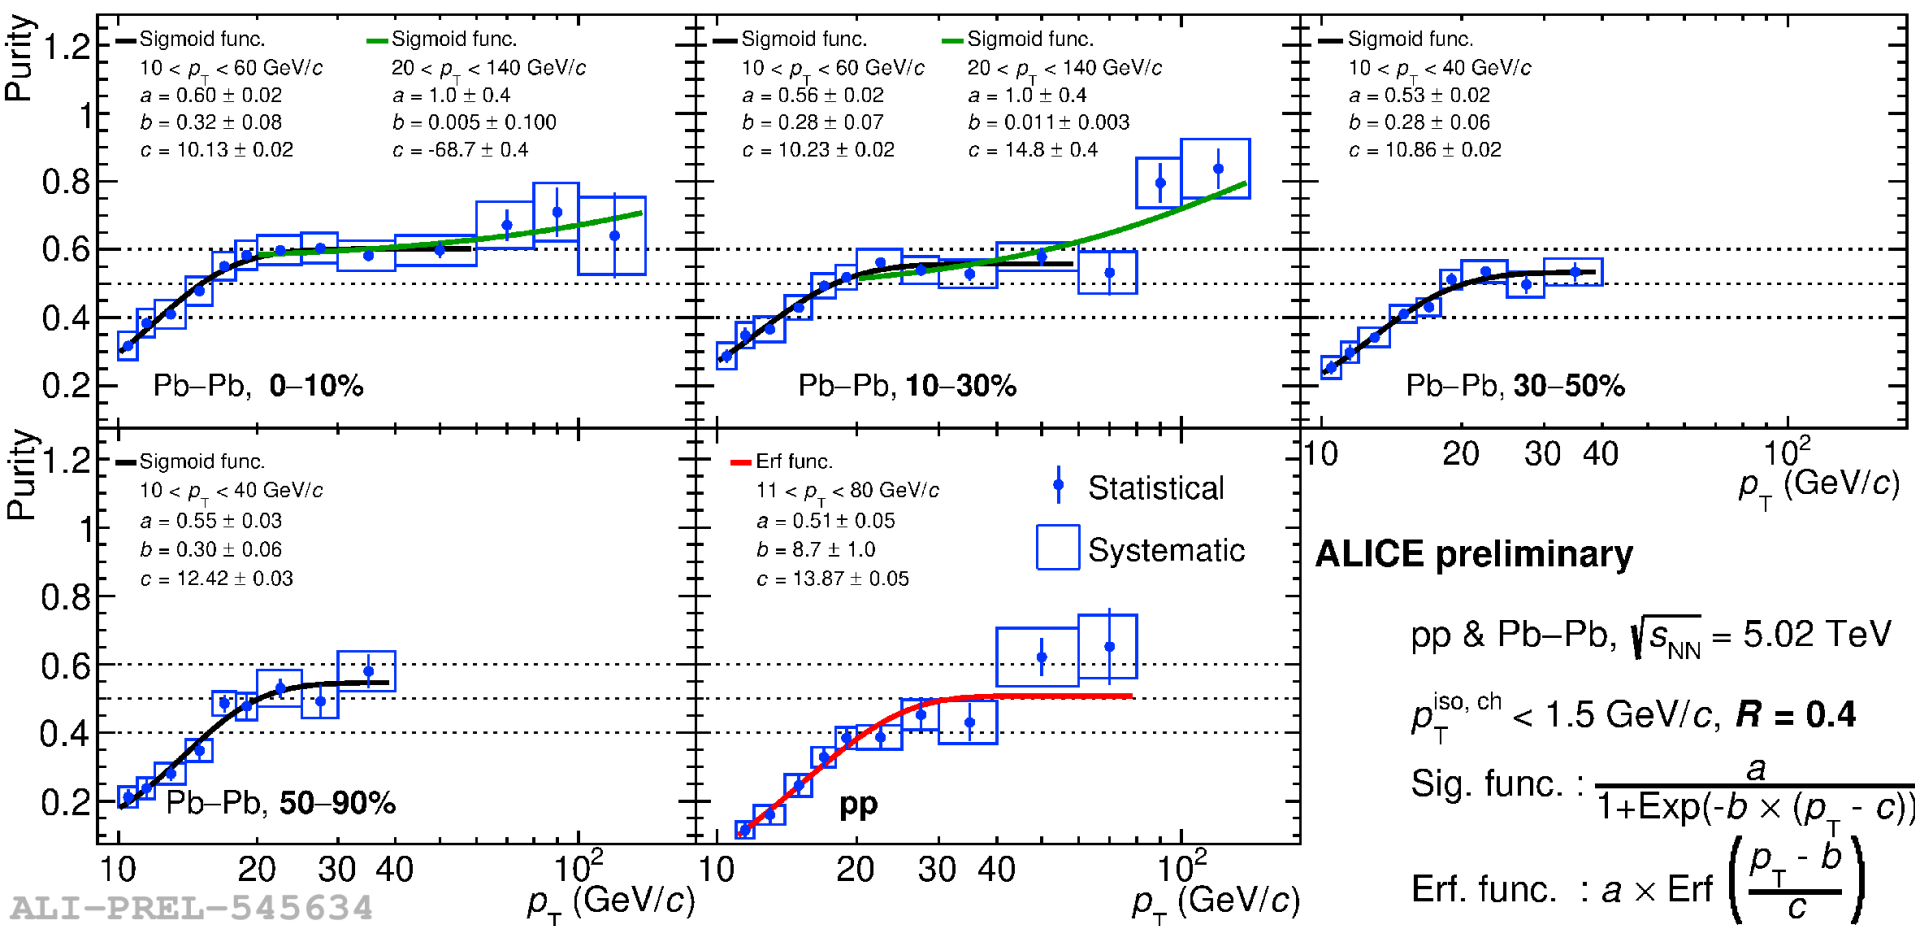 Purity
1.2
1
0.8
0.6
0.4
0.2
Sigmoid func.
10 < p_T < 60 GeV/c
a = 0.60 ± 0.02
b = 0.32 ± 0.08
c = 10.13 ± 0.02
Sigmoid func.
20 < p_T < 140 GeV/c
a = 1.0 ± 0.4
b = 0.005 ± 0.100
c = -68.7 ± 0.4
Pb–Pb, 0–10%
Sigmoid func.
10 < p_T < 60 GeV/c
a = 0.56 ± 0.02
b = 0.28 ± 0.07
c = 10.23 ± 0.02
Sigmoid func.
20 < p_T < 140 GeV/c
a = 1.0 ± 0.4
b = 0.011 ± 0.003
c = 14.8 ± 0.4
Pb–Pb, 10–30%
Sigmoid func.
10 < p_T < 40 GeV/c
a = 0.53 ± 0.02
b = 0.28 ± 0.06
c = 10.86 ± 0.02
Pb–Pb, 30–50%
10 20 30 40 10²
p_T (GeV/c)
Purity
1.2
1
0.8
0.6
0.4
0.2
Sigmoid func.
10 < p_T < 40 GeV/c
a = 0.55 ± 0.03
b = 0.30 ± 0.06
c = 12.42 ± 0.03
Pb–Pb, 50–90%
10 20 30 40 10²
p_T (GeV/c)
Erf func.
11 < p_T < 80 GeV/c
a = 0.51 ± 0.05
b = 8.7 ± 1.0
c = 13.87 ± 0.05
Statistical
Systematic
pp
10 20 30 40 10²
p_T (GeV/c)
ALICE preliminary
pp & Pb–Pb, √s_NN = 5.02 TeV
p_T^iso, ch < 1.5 GeV/c, R = 0.4
Sig. func. : a / 1+Exp(-b × (p_T - c))
Erf. func. : a × Erf (p_T - b / c)
ALI-PREL-545634